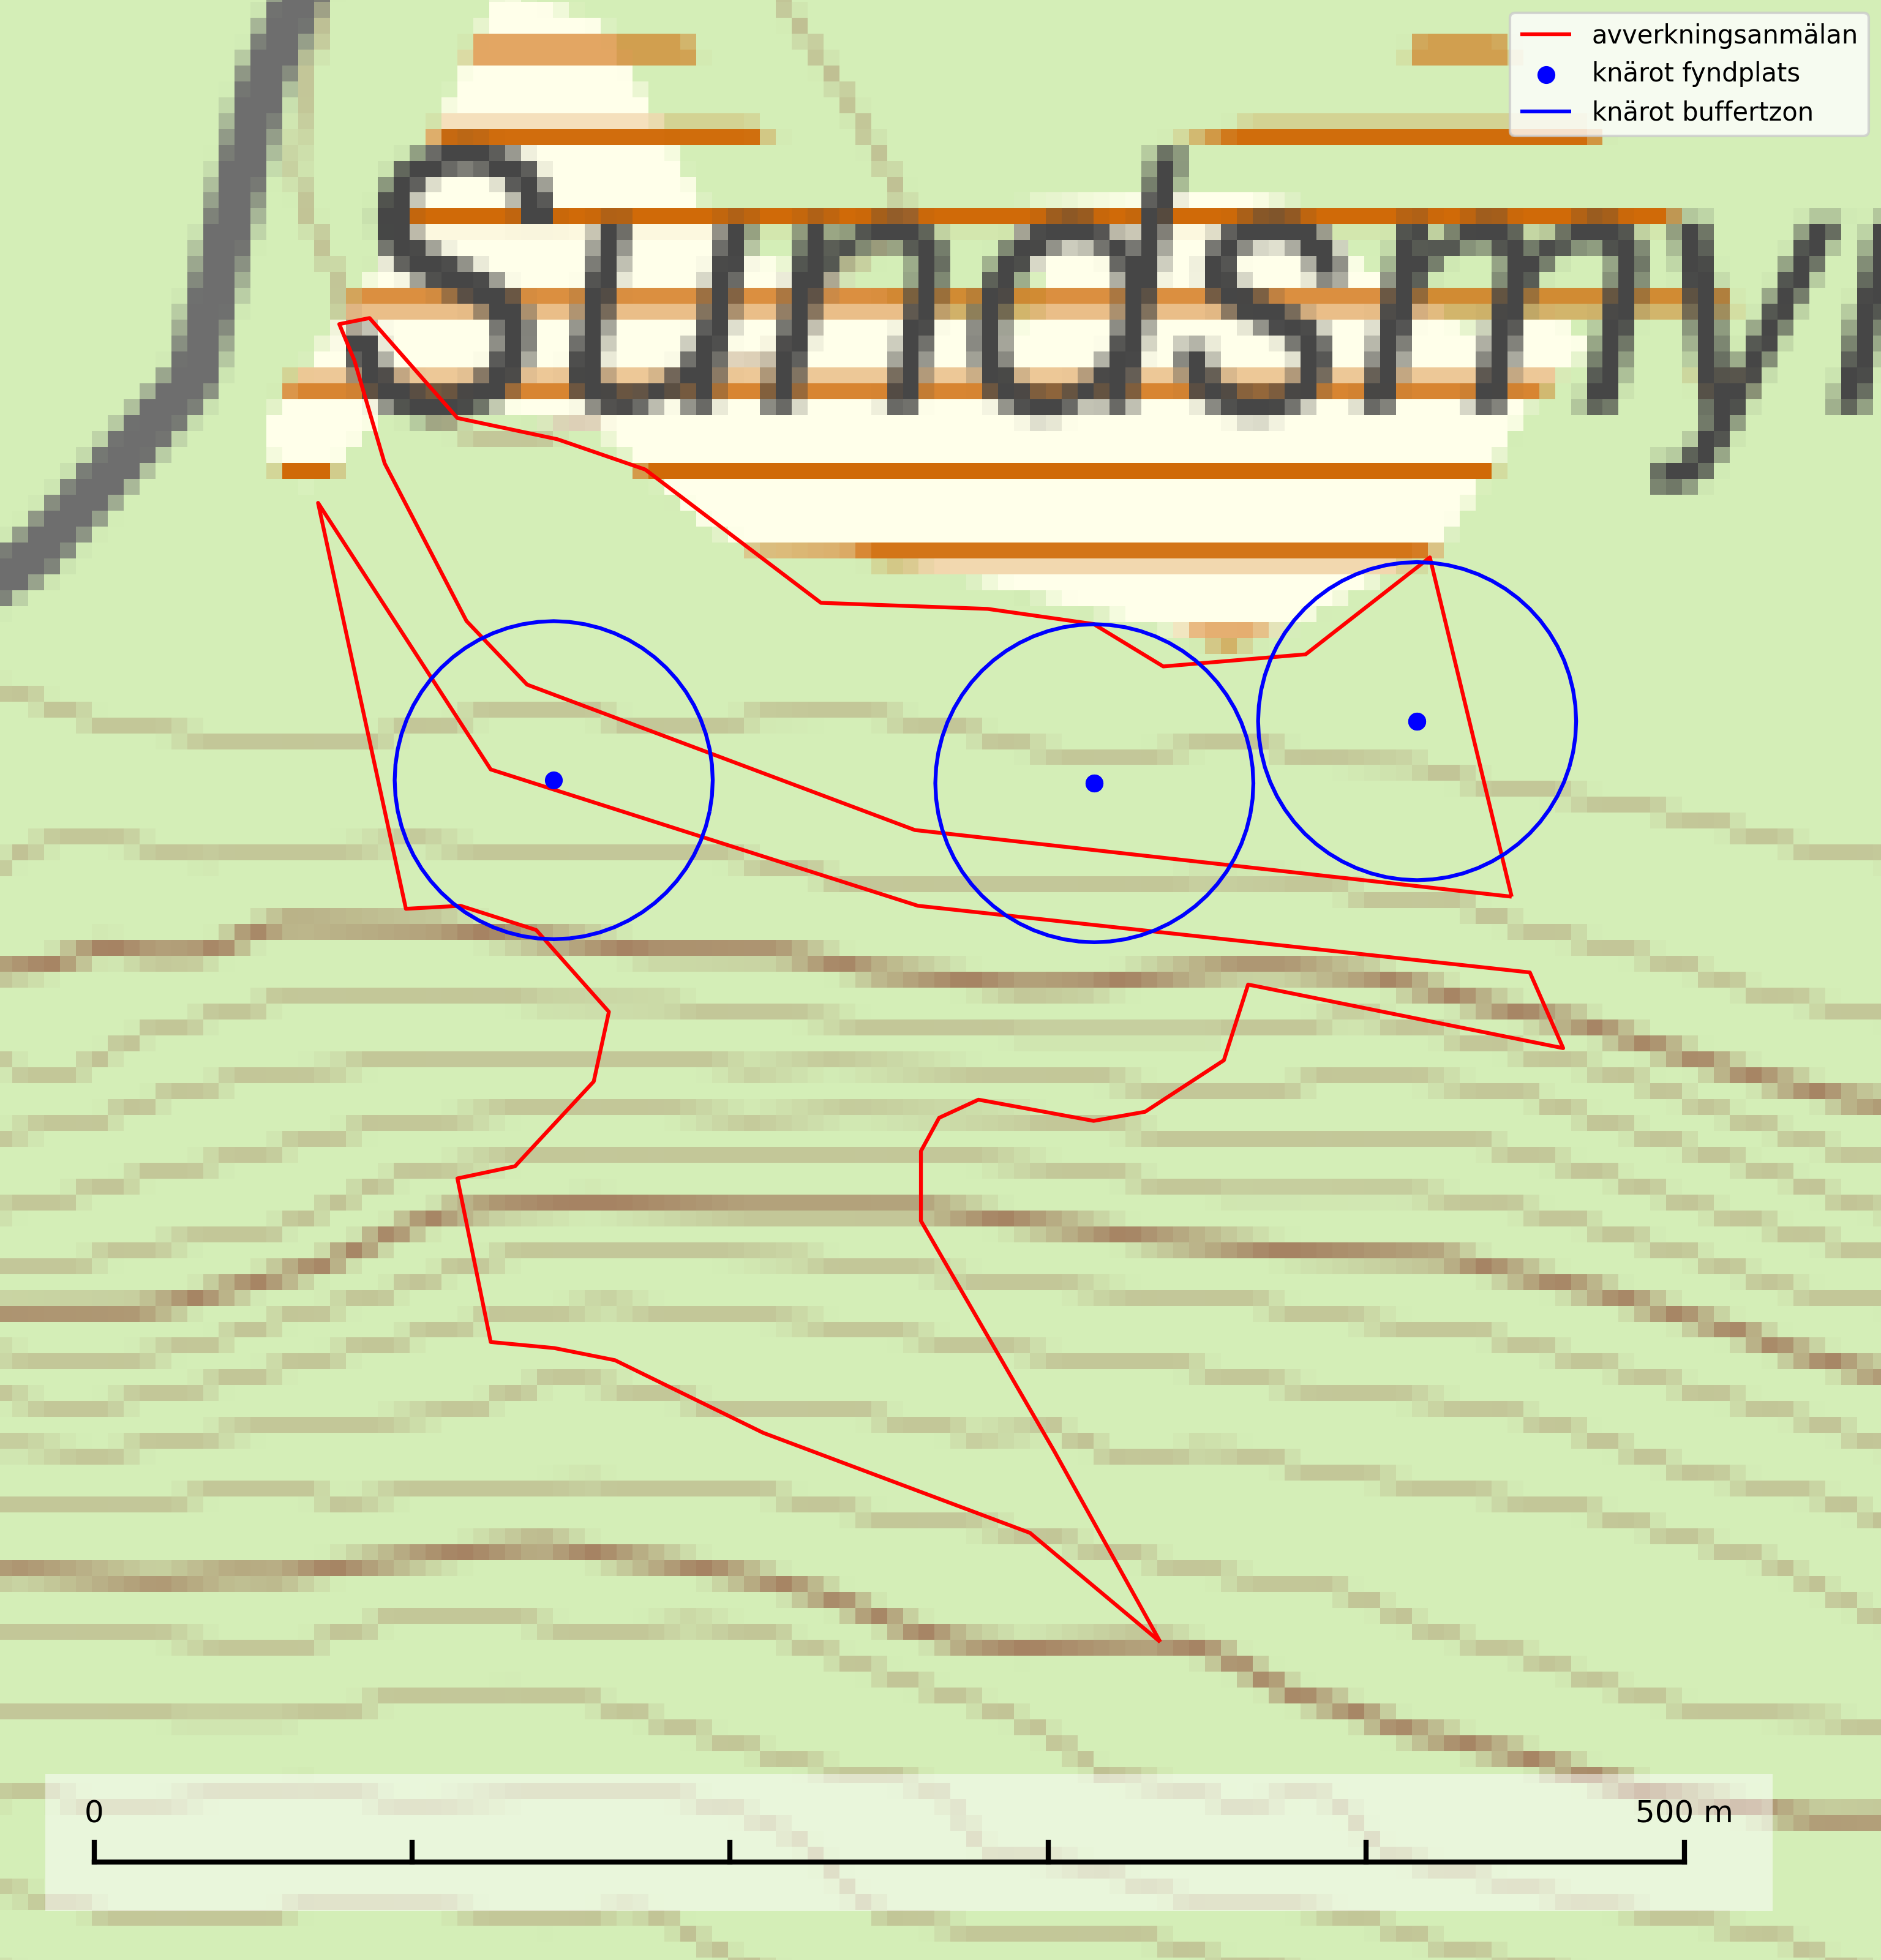 avverkningsanmälan
knärot fyndplats
knärot buffertzon
0
500 m